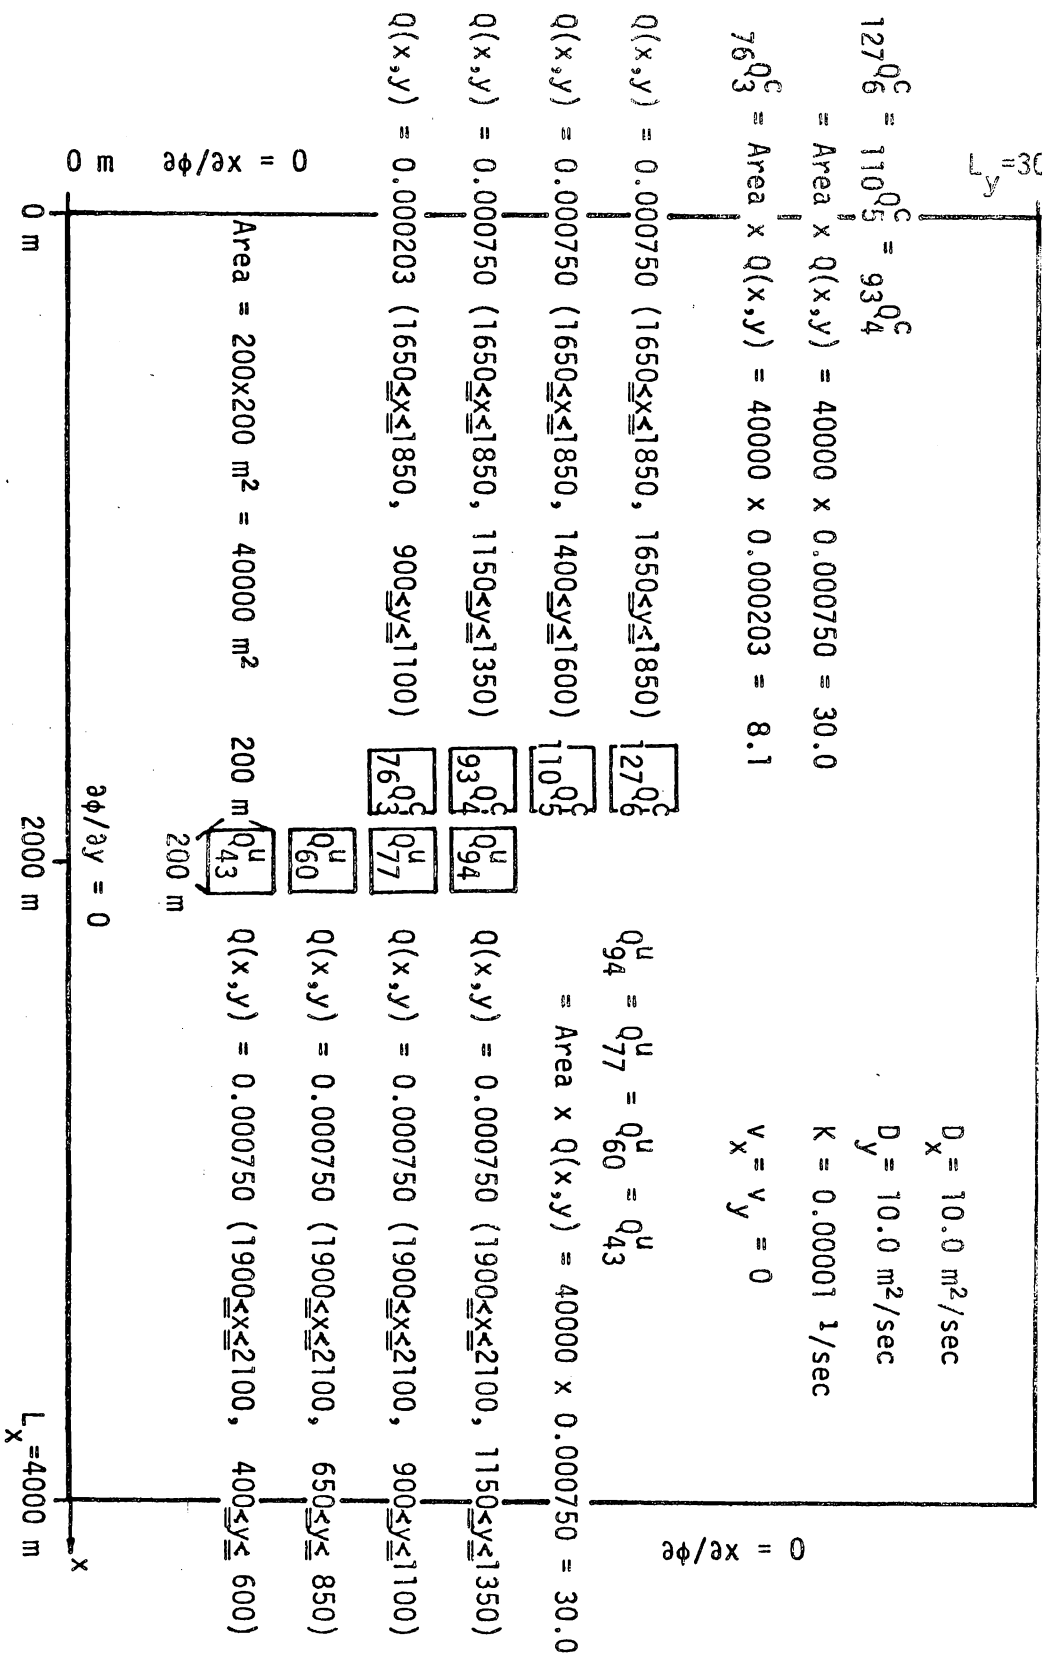 L_y=30
D_x = 10.0 m²/sec
D_y = 10.0 m²/sec
K = 0.00001 1/sec
v_x = v_y = 0
127Q^c_6 = 110Q^c_5 = 93Q^c_4
= Area x Q(x,y) = 40000 x 0.000750 = 30.0
76Q^c_3 = Area x Q(x,y) = 40000 x 0.000203 = 8.1
Q(x,y) = 0.000750 (1650≦x≦1850, 1650≦y≦1850)
Q(x,y) = 0.000750 (1650≦x≦1850, 1400≦y≦1600)
Q(x,y) = 0.000750 (1650≦x≦1850, 1150≦y≦1350)
Q(x,y) = 0.000203 (1650≦x≦1850, 900≦y≦1100)
127Q^c_6
110Q^c_5
93Q^c_4
76Q^c_3
Q^u_94 = Q^u_77 = Q^u_60 = Q^u_43
= Area x Q(x,y) = 40000 x 0.000750 = 30.0
Q^u_94
Q(x,y) = 0.000750 (1900≦x≦2100, 1150≦y≦1350)
Q^u_77
Q(x,y) = 0.000750 (1900≦x≦2100, 900≦y≦1100)
Q^u_60
Q(x,y) = 0.000750 (1900≦x≦2100, 650≦y≦ 850)
Q^u_43
Q(x,y) = 0.000750 (1900≦x≦2100, 400≦y≦ 600)
Area = 200x200 m² = 40000 m²
200 m
200 m
∂φ/∂x = 0
∂φ/∂x = 0
∂φ/∂y = 0
0 m
0 m
2000 m
L_x=4000 m
x